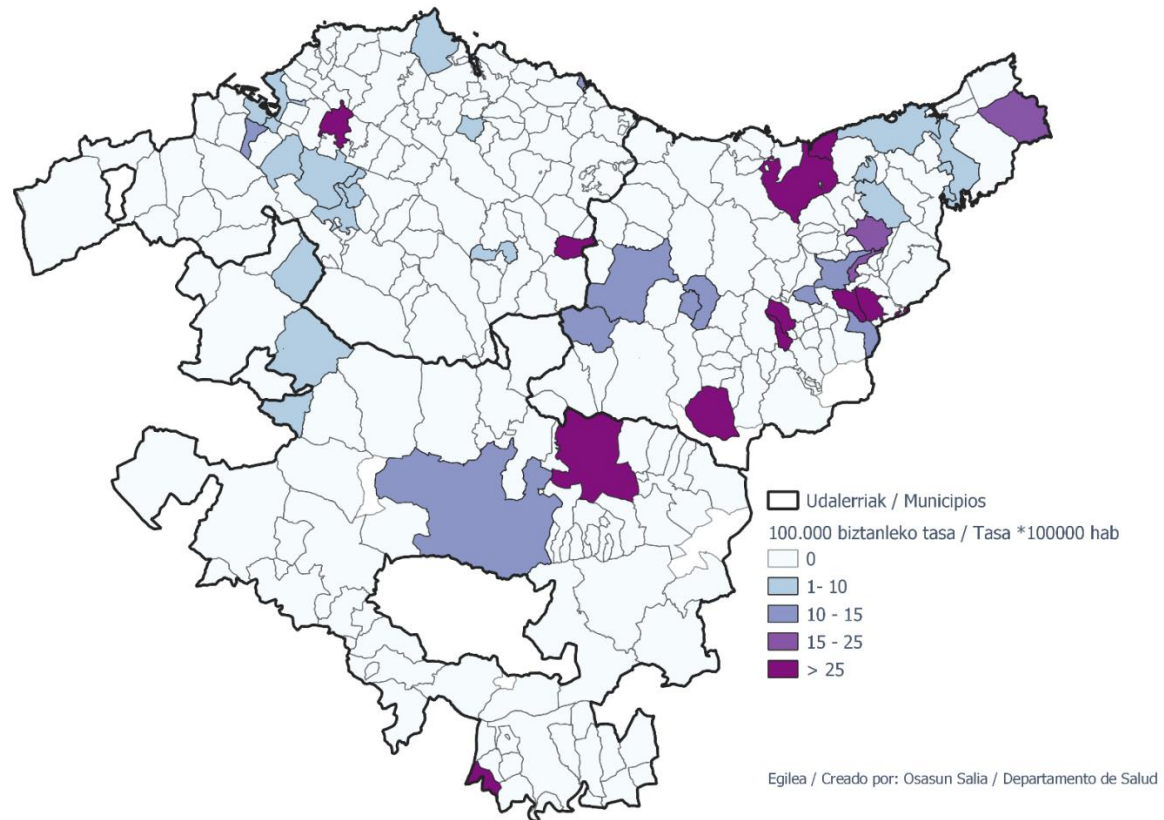 Udalerriak / Municipios
100.000 biztanleko tasa / Tasa *100000 hab
0
1- 10
10 - 15
15 - 25
> 25
Egilea / Creado por: Osasun Salia / Departamento de Salud